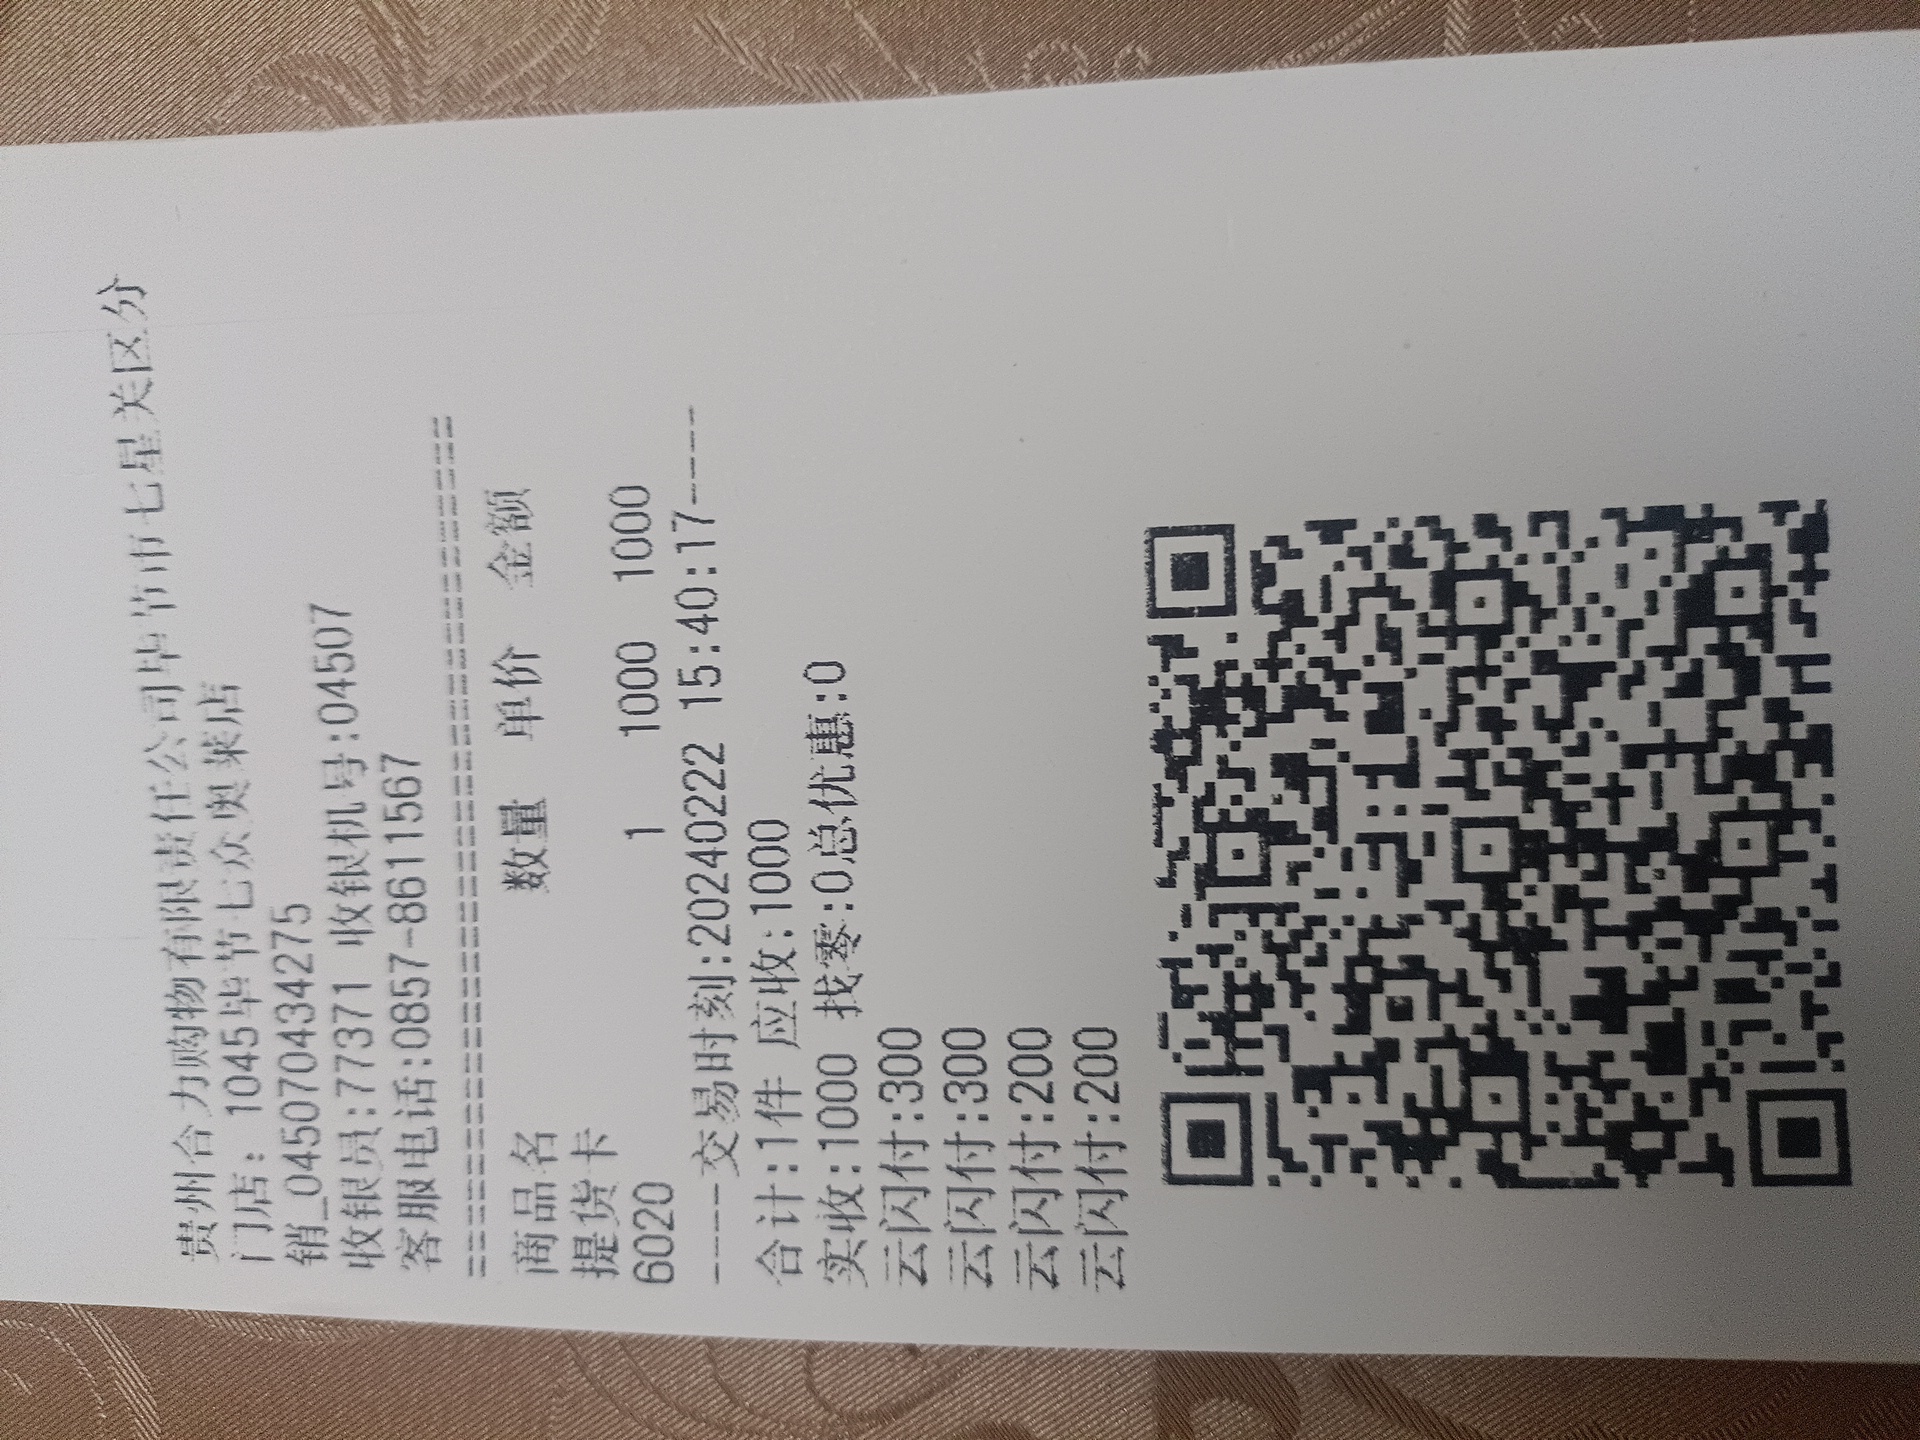 贵州合力购物有限责任公司毕节市七星关区分
门店: 1045毕节七众奥莱店
销_0450704434275
收银员:77371 收银机号:04507
客服电话:0857-8611567
================================
商品名 数量 单价 金额
提货卡
6020 1 1000 1000
-----交易时刻:20240222 15:40:17-----
合计:1件 应收:1000
实收:1000 找零:0总优惠:0
云闪付:300
云闪付:300
云闪付:200
云闪付:200